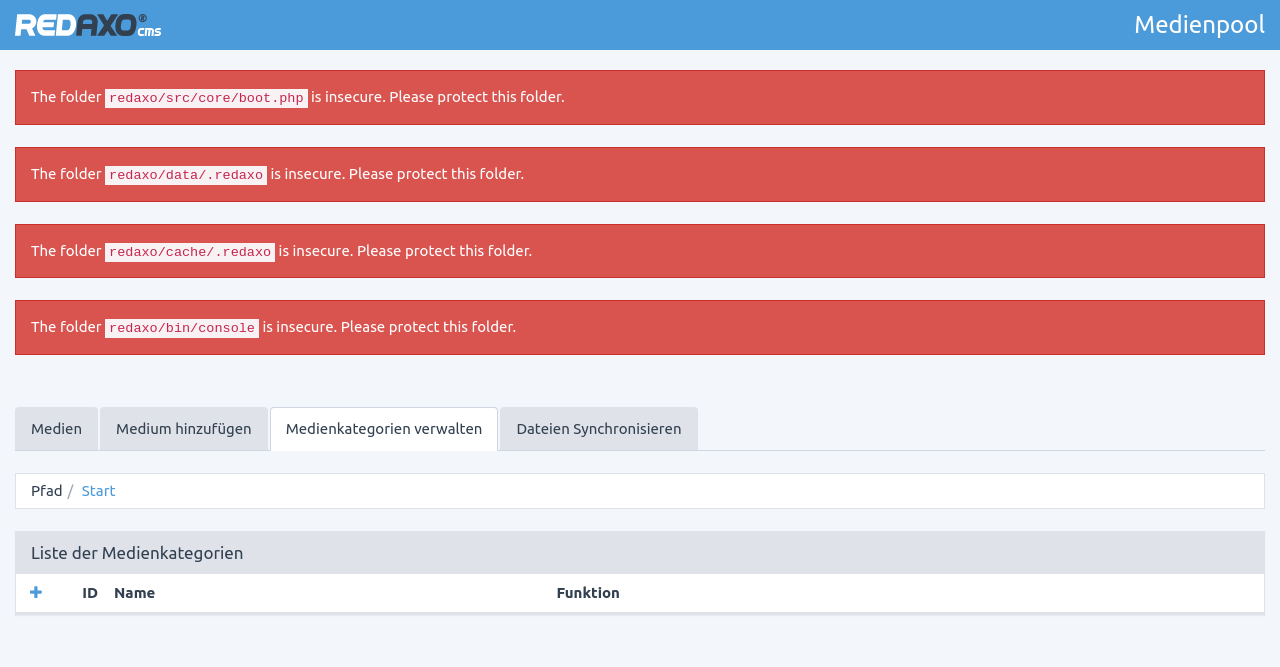 REDAXO® cms
Medienpool
The folder redaxo/src/core/boot.php is insecure. Please protect this folder.
The folder redaxo/data/.redaxo is insecure. Please protect this folder.
The folder redaxo/cache/.redaxo is insecure. Please protect this folder.
The folder redaxo/bin/console is insecure. Please protect this folder.
Medien Medium hinzufügen Medienkategorien verwalten Dateien Synchronisieren
Pfad / Start
Liste der Medienkategorien
ID Name Funktion